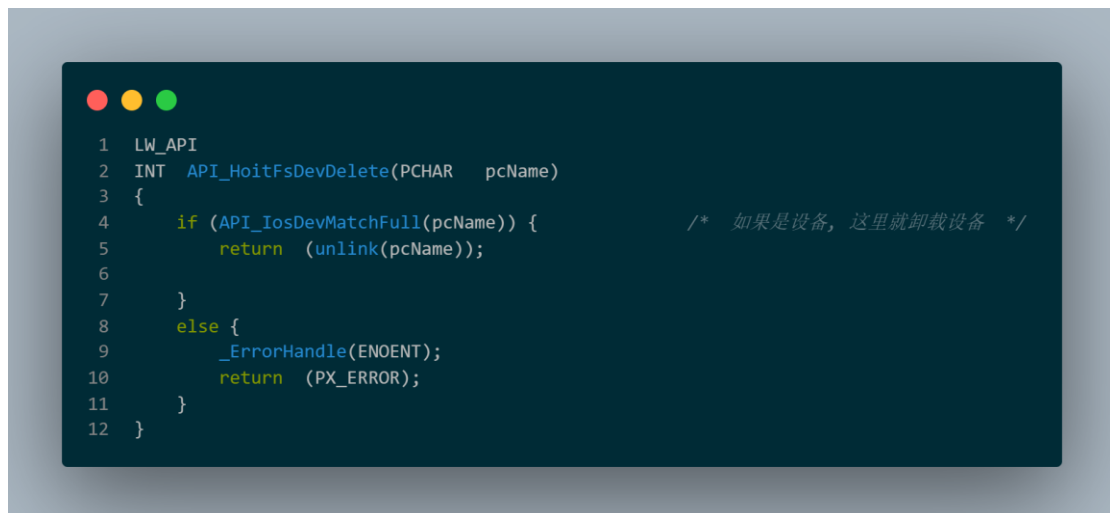 1 LW_API
2 INT  API_HoitFsDevDelete(PCHAR   pcName)
3 {
4     if (API_IosDevMatchFull(pcName)) {              /*  如果是设备, 这里就卸载设备  */
5         return  (unlink(pcName));
6
7     }
8     else {
9         _ErrorHandle(ENOENT);
10         return  (PX_ERROR);
11     }
12 }